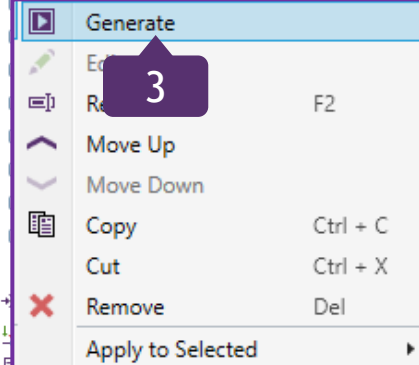 Generate
3
F2
Move Up
Move Down
Copy Ctrl + C
Cut Ctrl + X
Remove Del
Apply to Selected